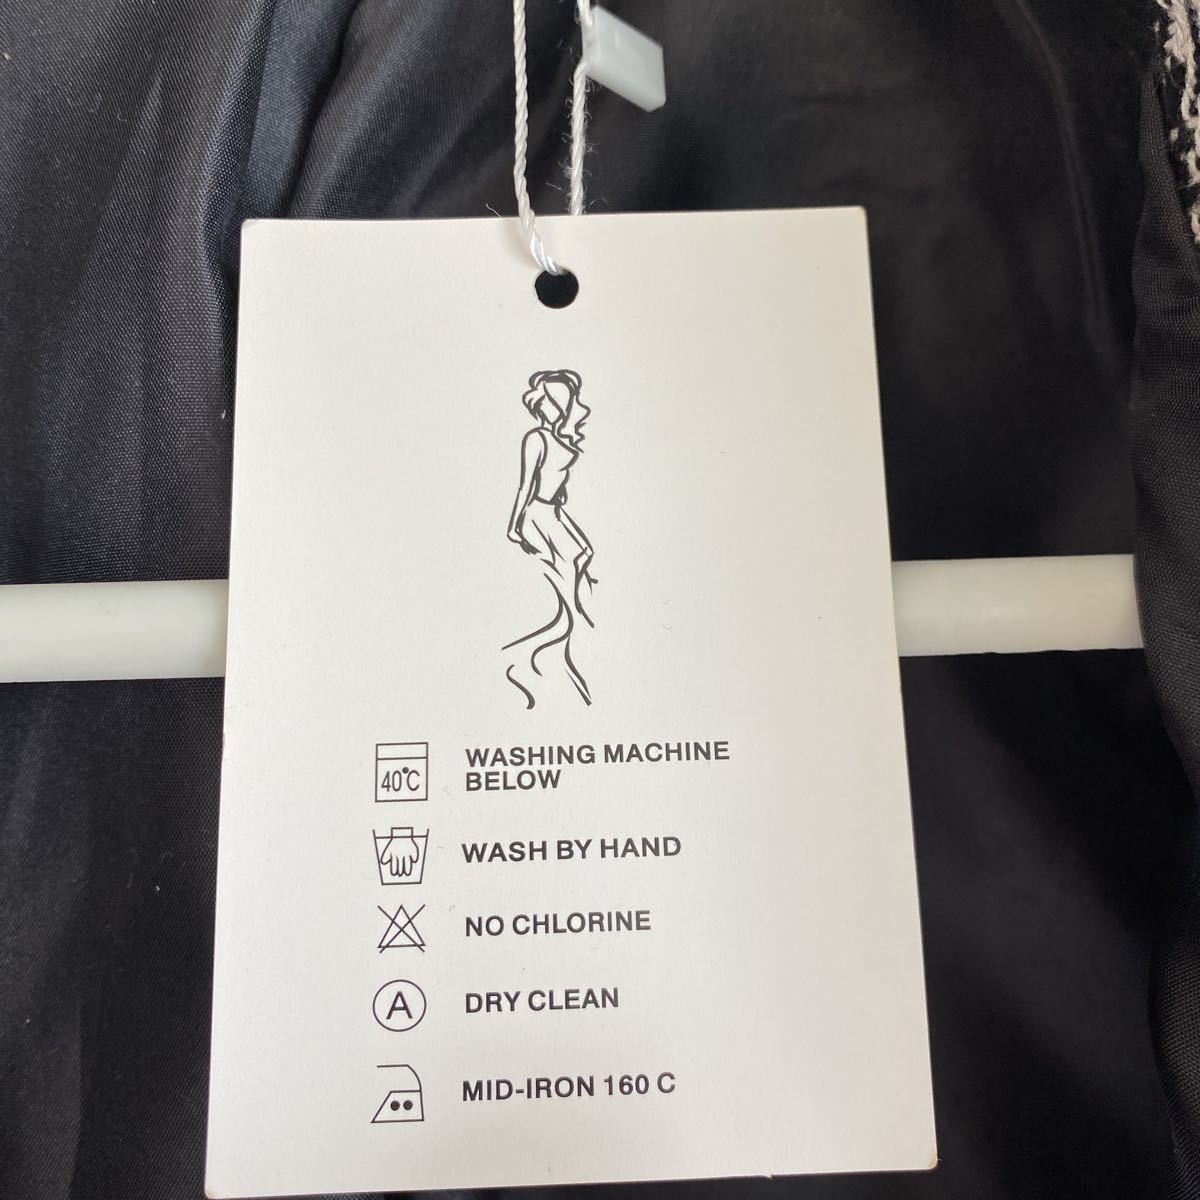 40°C WASHING MACHINE
BELOW
WASH BY HAND
NO CHLORINE
A DRY CLEAN
MID-IRON 160 C